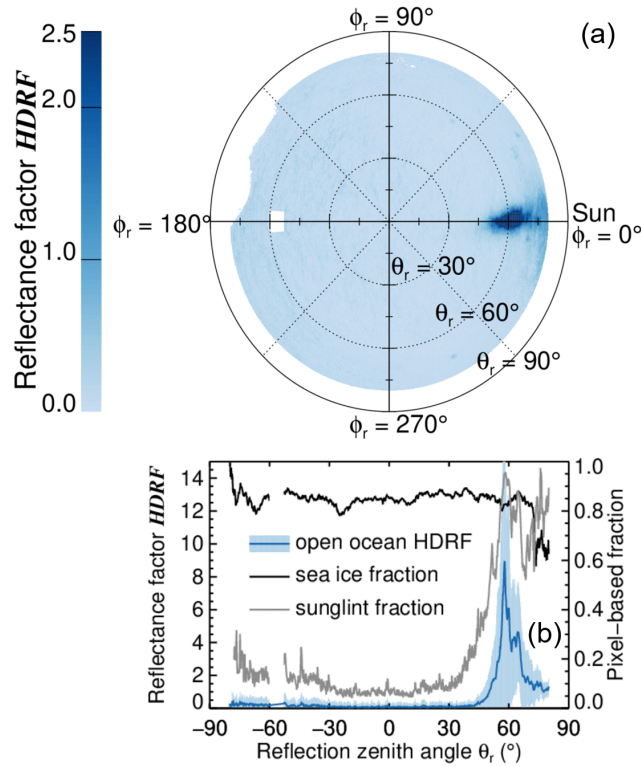 ϕr = 90°
(a)
Reflectance factor HDRF
2.5
2.0
1.0
0.0
ϕr = 180°
Sun
ϕr = 0°
θr = 30°
θr = 60°
θr = 90°
ϕr = 270°
Reflectance factor HDRF
14
12
10
8
6
4
2
0
open ocean HDRF
sea ice fraction
sunglint fraction
(b)
1.0
0.8
0.6
0.4
0.2
0.0
Pixel-based fraction
−90 −60 −30 0 30 60 90
Reflection zenith angle θr (°)